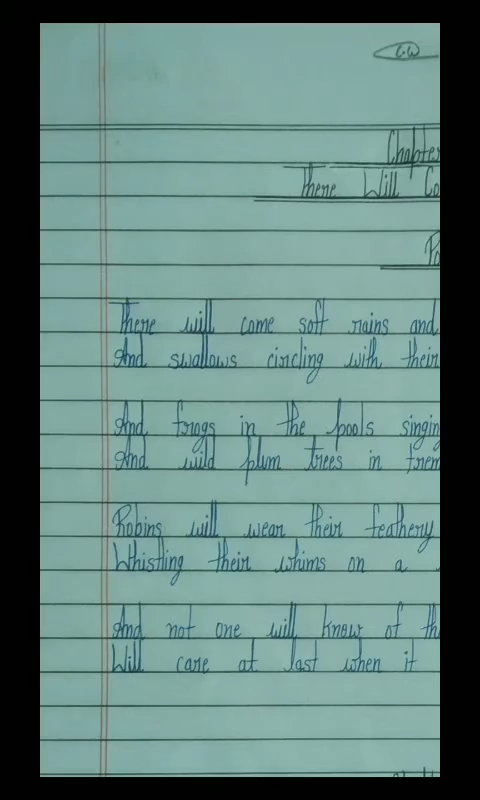 C.W
Chapter
There Will Co
There will come soft rains and
And swallows circling with their
And frogs in the pools singing
And wild plum trees in trem
Robins will wear their feathery
Whistling their whims on a
And not one will know of th
Will care at last when it